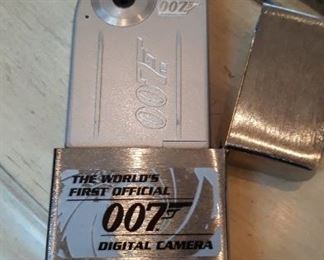 007
007
THE WORLD'S
FIRST OFFICIAL
007
DIGITAL CAMERA